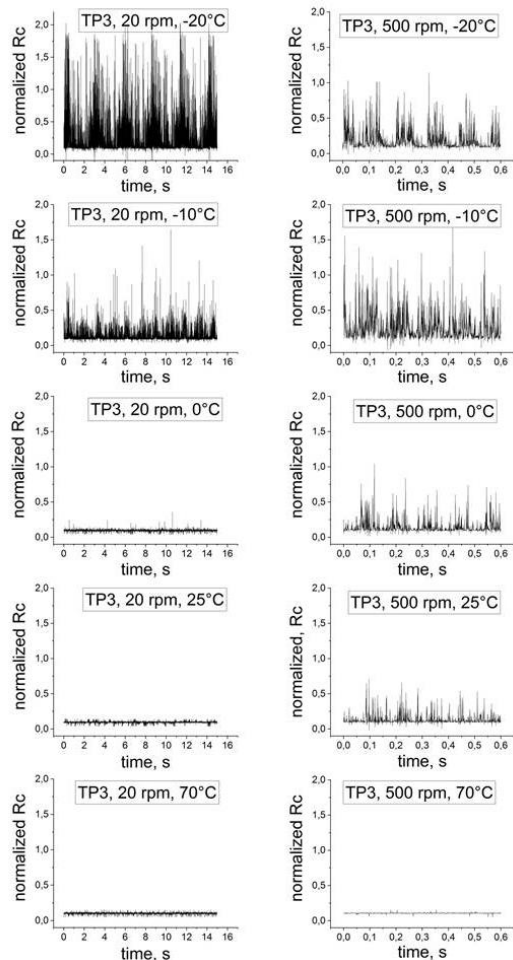 TP3, 20 rpm, -20°C
normalized Rc
2,0
1,5
1,0
0,5
0,0
0 2 4 6 8 10 12 14 16
time, s
TP3, 500 rpm, -20°C
normalized Rc
2,0
1,5
1,0
0,5
0,0
0,0 0,1 0,2 0,3 0,4 0,5 0,6
time, s
TP3, 20 rpm, -10°C
normalized Rc
2,0
1,5
1,0
0,5
0,0
0 2 4 6 8 10 12 14 16
time, s
TP3, 500 rpm, -10°C
normalized Rc
2,0
1,5
1,0
0,5
0,0
0,0 0,1 0,2 0,3 0,4 0,5 0,6
time, s
TP3, 20 rpm, 0°C
normalized Rc
2,0
1,5
1,0
0,5
0,0
0 2 4 6 8 10 12 14 16
time, s
TP3, 500 rpm, 0°C
normalized Rc
2,0
1,5
1,0
0,5
0,0
0,0 0,1 0,2 0,3 0,4 0,5 0,6
time, s
TP3, 20 rpm, 25°C
normalized Rc
2,0
1,5
1,0
0,5
0,0
0 2 4 6 8 10 12 14 16
time, s
TP3, 500 rpm, 25°C
normalized, Rc
2,0
1,5
1,0
0,5
0,0
0,0 0,1 0,2 0,3 0,4 0,5 0,6
time, s
TP3, 20 rpm, 70°C
normalized Rc
2,0
1,5
1,0
0,5
0,0
0 2 4 6 8 10 12 14 16
time, s
TP3, 500 rpm, 70°C
normalized Rc
2,0
1,5
1,0
0,5
0,0
0,0 0,1 0,2 0,3 0,4 0,5 0,6
time, s